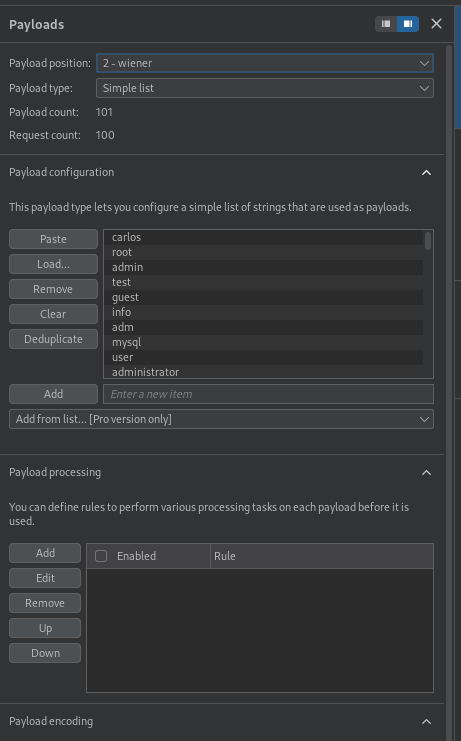 Payloads
Payload position: 2 - wiener
Payload type: Simple list
Payload count: 101
Request count: 100
Payload configuration
This payload type lets you configure a simple list of strings that are used as payloads.
Paste
Load...
Remove
Clear
Deduplicate
carlos
root
admin
test
guest
info
adm
mysql
user
administrator
Add
Enter a new item
Add from list... [Pro version only]
Payload processing
You can define rules to perform various processing tasks on each payload before it is
used.
Add
Edit
Remove
Up
Down
Enabled
Rule
Payload encoding